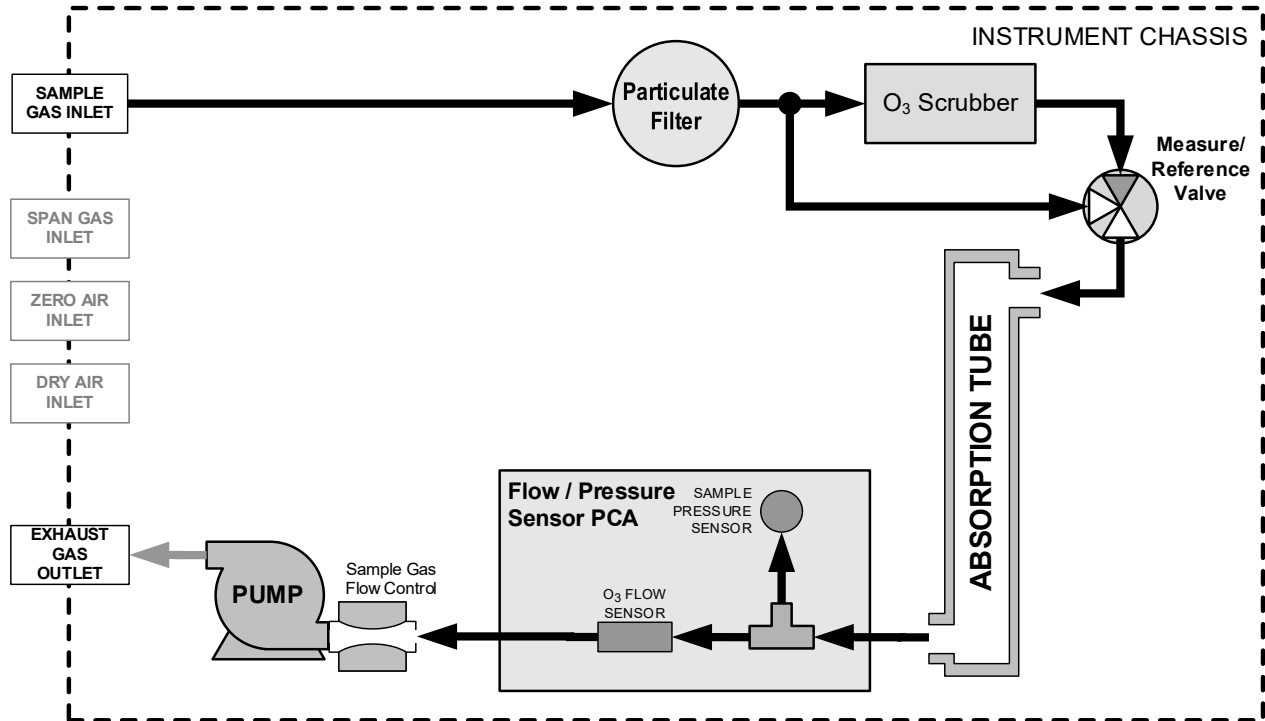 INSTRUMENT CHASSIS
SAMPLE
GAS INLET
Particulate
Filter
O₃ Scrubber
Measure/
Reference
Valve
SPAN GAS
INLET
ZERO AIR
INLET
DRY AIR
INLET
ABSORPTION TUBE
Flow / Pressure
Sensor PCA
SAMPLE
PRESSURE
SENSOR
EXHAUST
GAS
OUTLET
PUMP
Sample Gas
Flow Control
O₃ FLOW
SENSOR